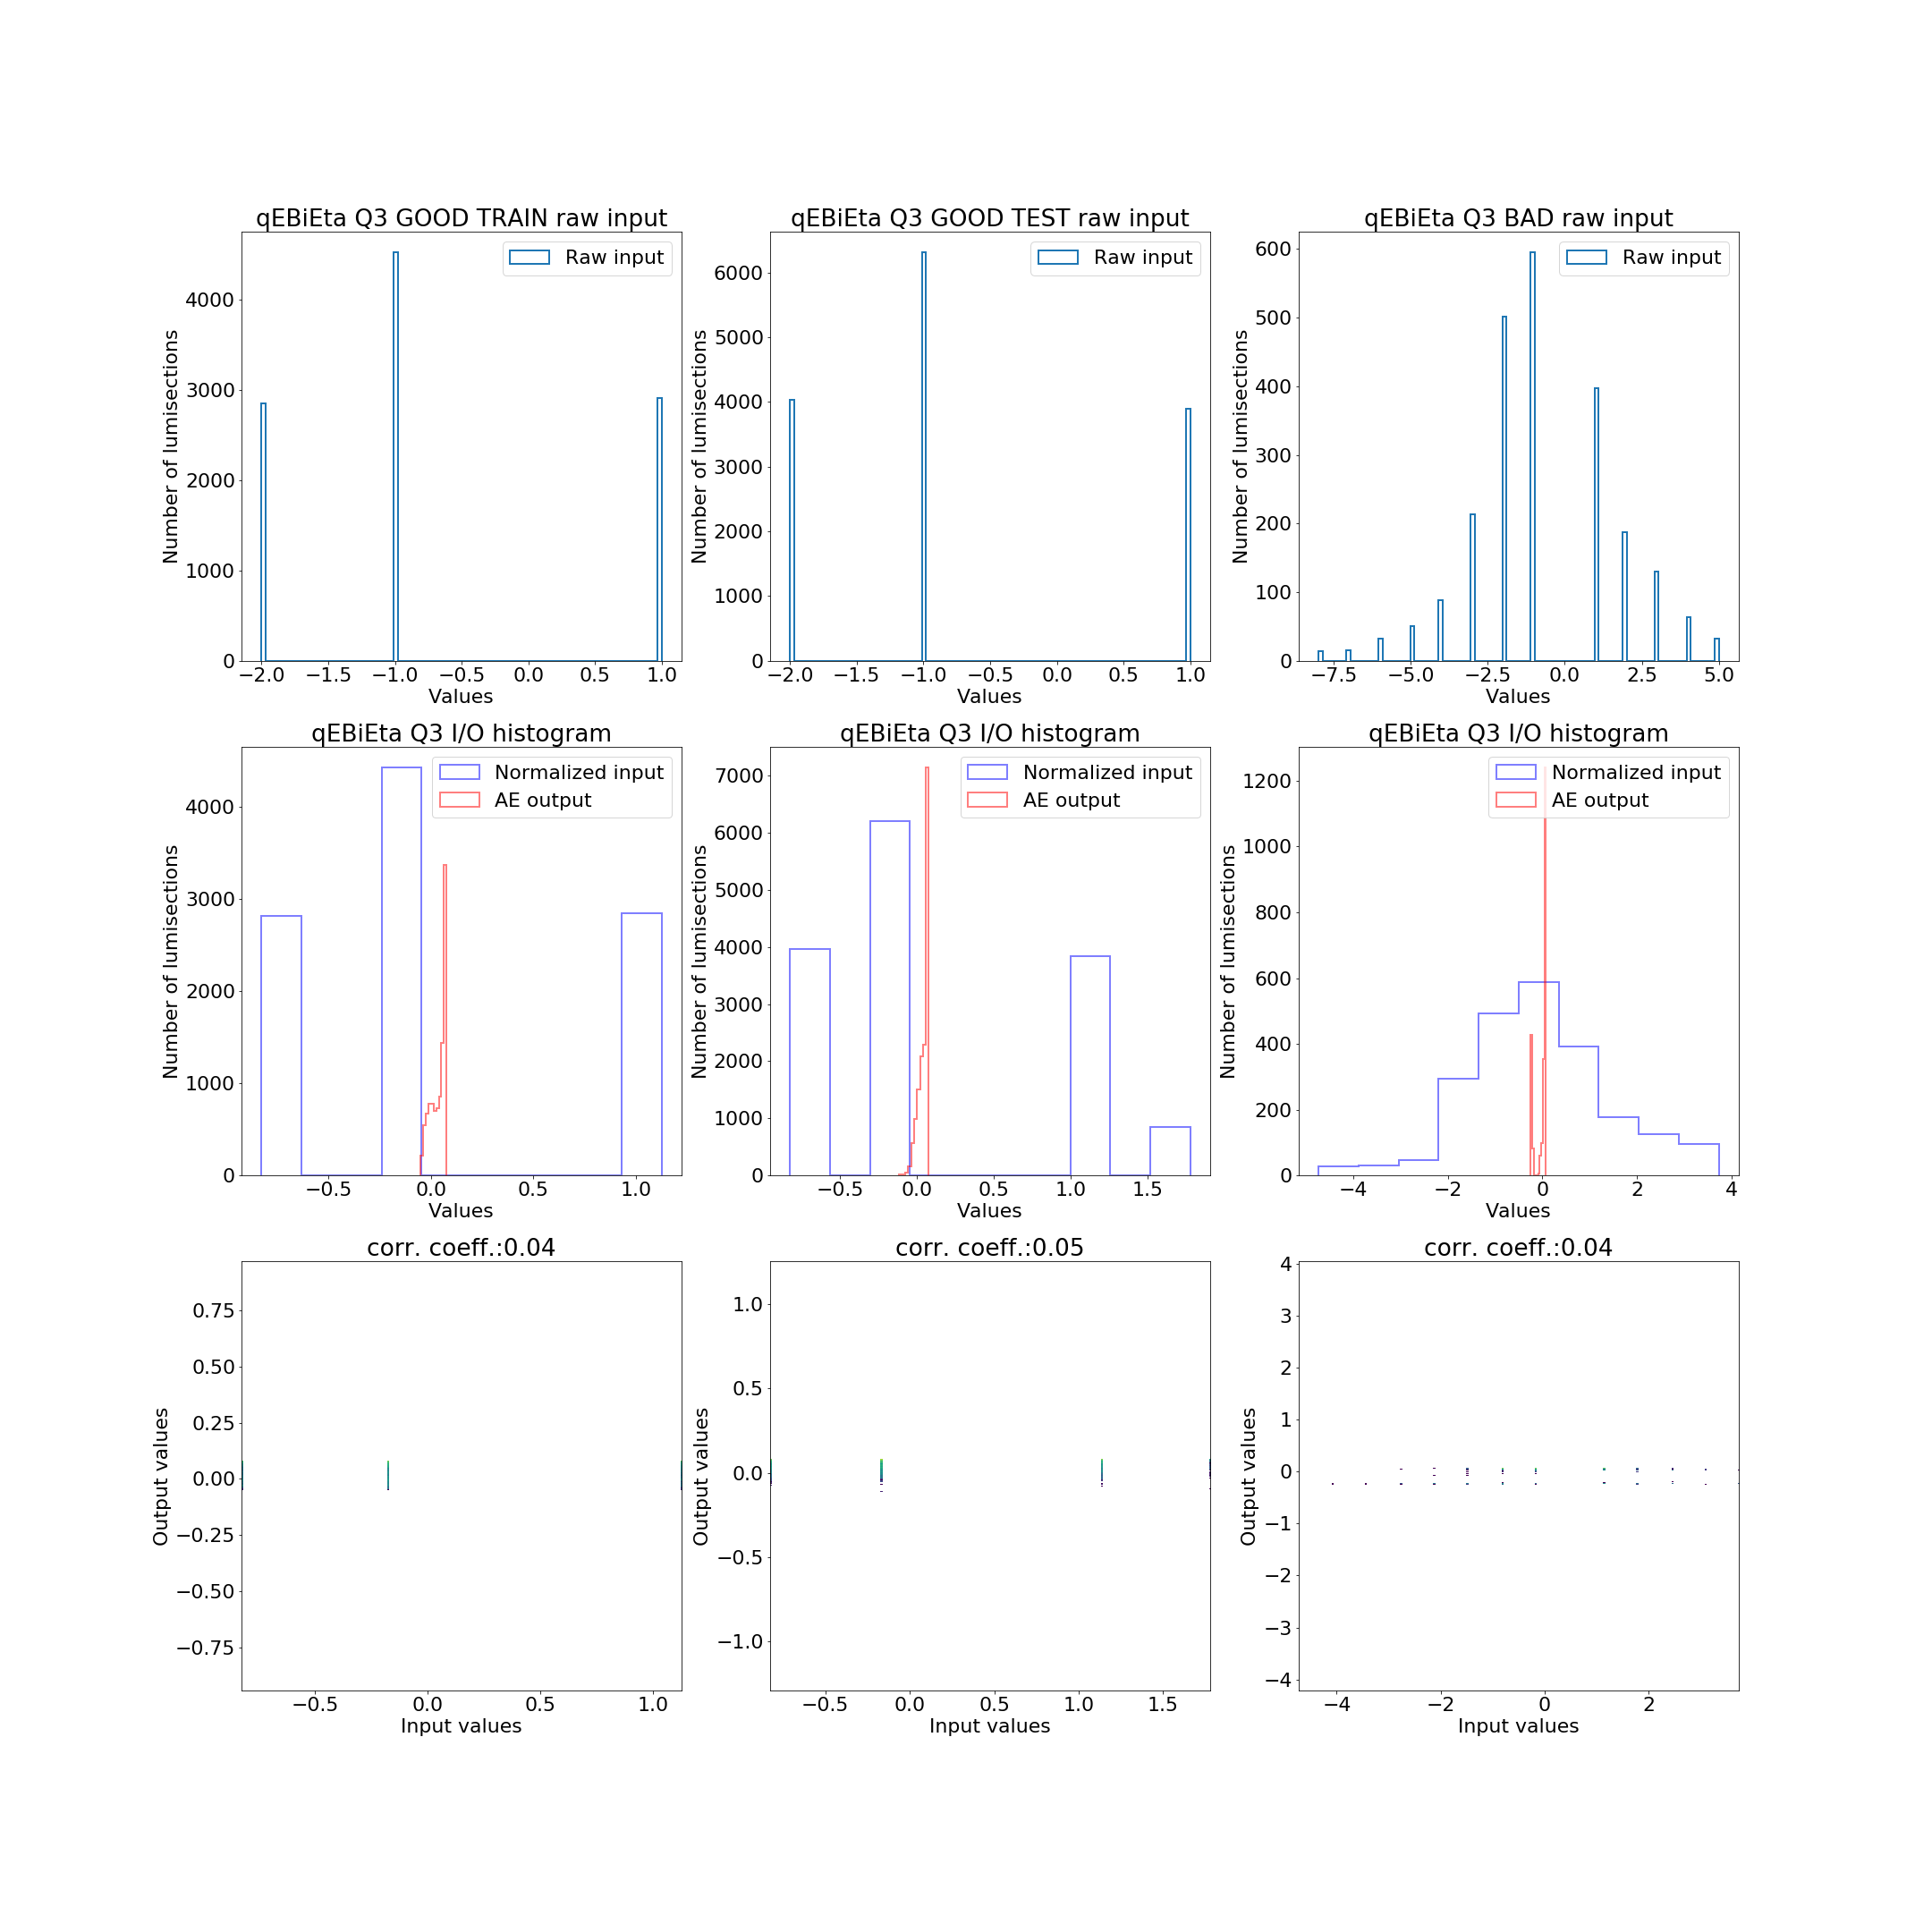 qEBiEta Q3 GOOD TRAIN raw input
Raw input
Number of lumisections
4000
3000
2000
1000
0
−2.0 −1.5 −1.0 −0.5 0.0 0.5 1.0
Values
qEBiEta Q3 GOOD TEST raw input
Raw input
Number of lumisections
6000
5000
4000
3000
2000
1000
0
−2.0 −1.5 −1.0 −0.5 0.0 0.5 1.0
Values
qEBiEta Q3 BAD raw input
Raw input
Number of lumisections
600
500
400
300
200
100
0
−7.5 −5.0 −2.5 0.0 2.5 5.0
Values
qEBiEta Q3 I/O histogram
Normalized input
AE output
Number of lumisections
4000
3000
2000
1000
0
−0.5 0.0 0.5 1.0
Values
qEBiEta Q3 I/O histogram
Normalized input
AE output
Number of lumisections
7000
6000
5000
4000
3000
2000
1000
0
−0.5 0.0 0.5 1.0 1.5
Values
qEBiEta Q3 I/O histogram
Normalized input
AE output
Number of lumisections
1200
1000
800
600
400
200
0
−4 −2 0 2 4
Values
corr. coeff.:0.04
Output values
0.75
0.50
0.25
0.00
−0.25
−0.50
−0.75
−0.5 0.0 0.5 1.0
Input values
corr. coeff.:0.05
Output values
1.0
0.5
0.0
−0.5
−1.0
−0.5 0.0 0.5 1.0 1.5
Input values
corr. coeff.:0.04
Output values
4
3
2
1
0
−1
−2
−3
−4
−4 −2 0 2
Input values